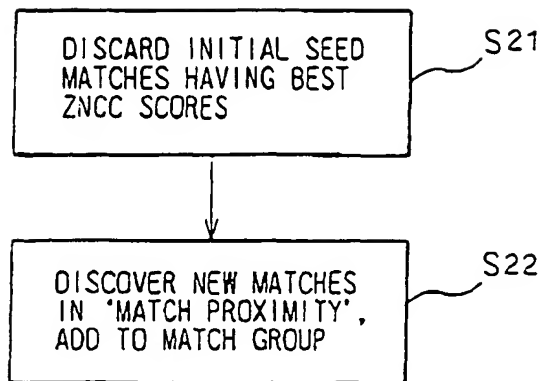 DISCARD INITIAL SEED
MATCHES HAVING BEST
ZNCC SCORES
S21
DISCOVER NEW MATCHES
IN 'MATCH PROXIMITY',
ADD TO MATCH GROUP
S22